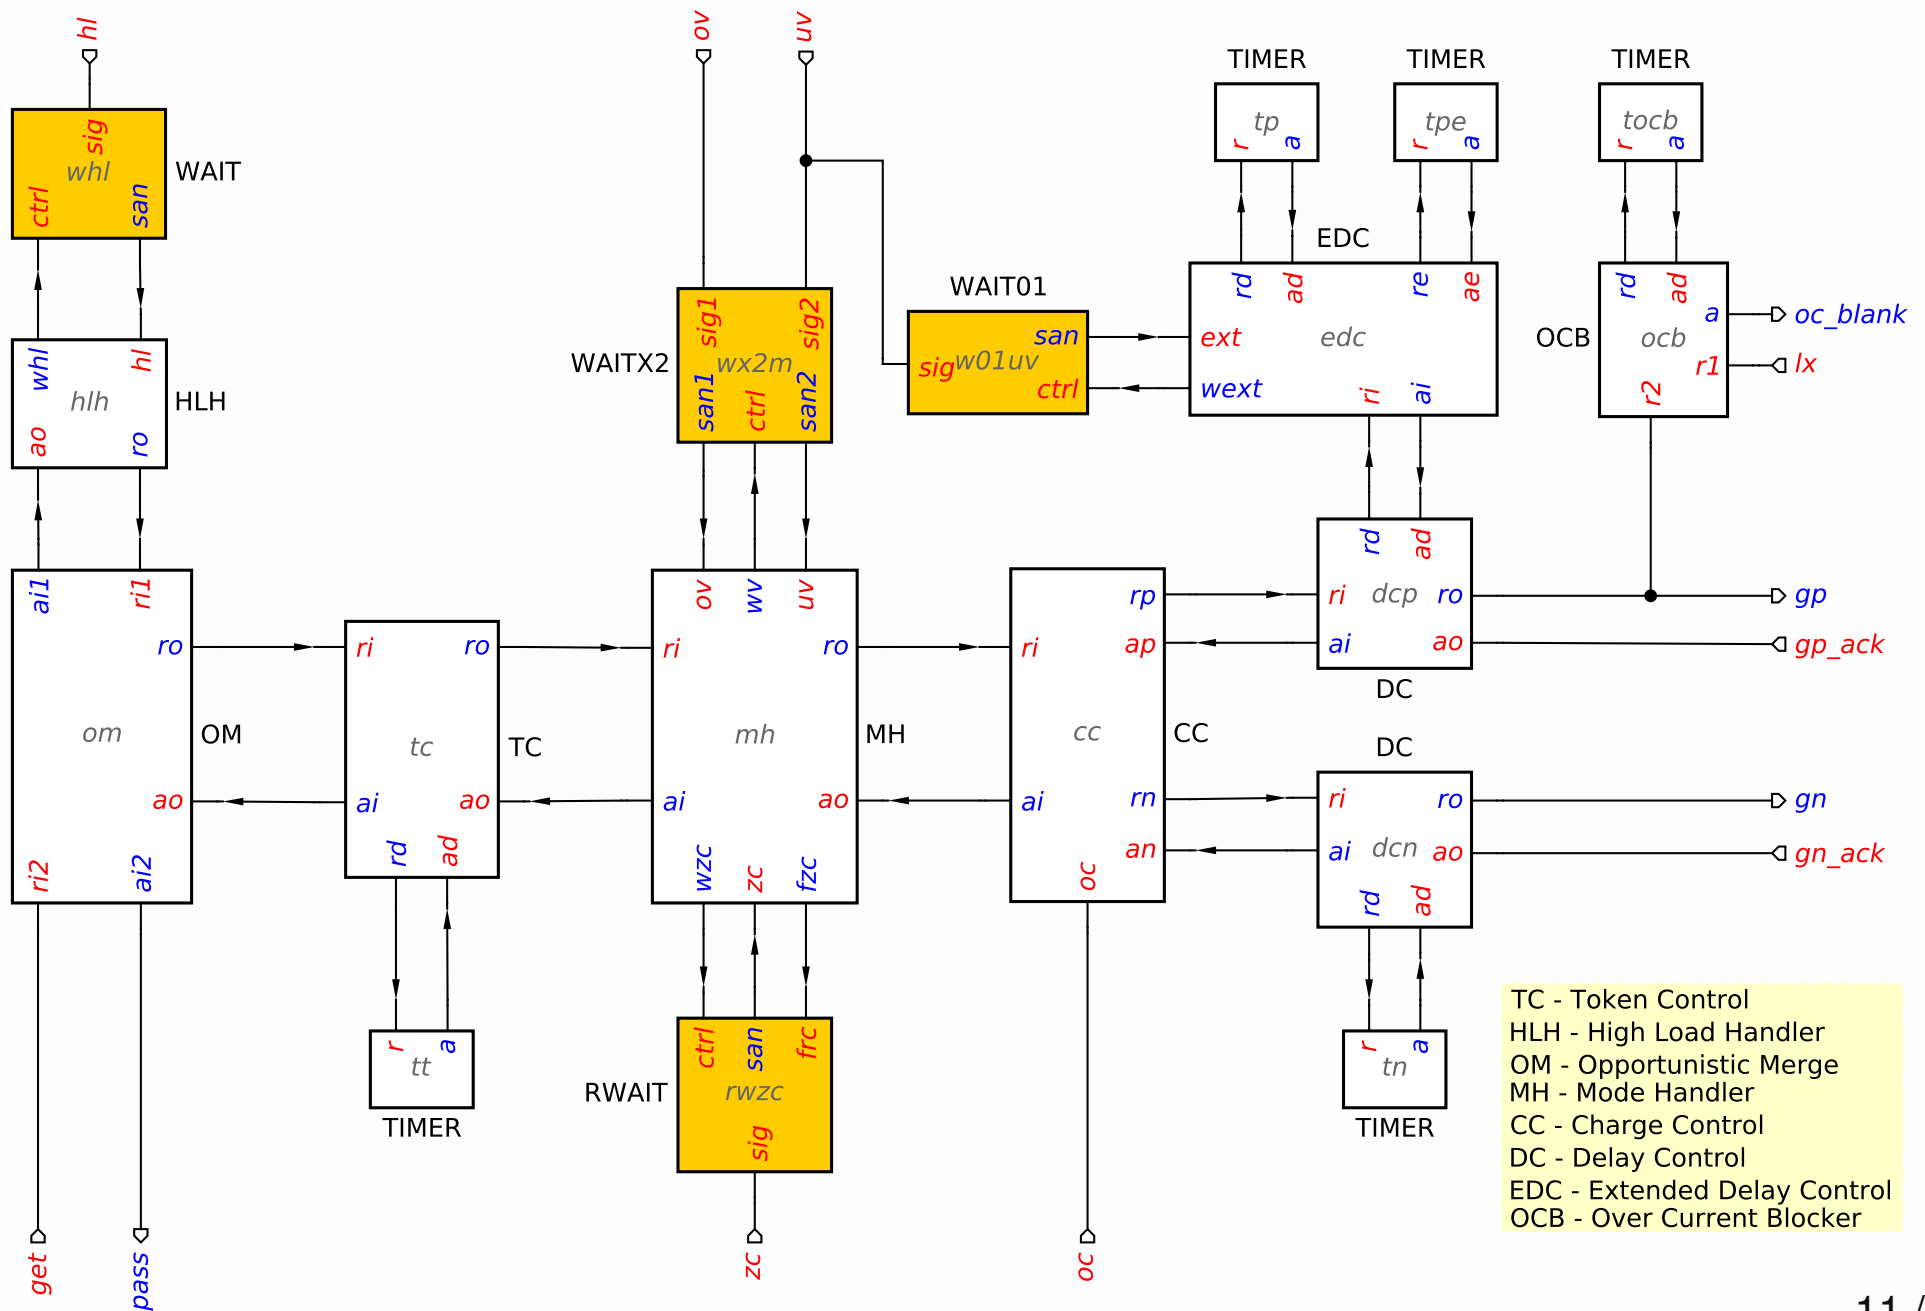 hl
ov
uv
TIMER
TIMER
TIMER
tp
r
a
tpe
r
a
tocb
r
a
sig
whl
ctrl
san
WAIT
EDC
rd
ad
re
ae
ext
edc
wext
ri
ai
rd
ad
a
oc_blank
OCB
ocb
r1
lx
r2
WAIT01
san
sig
w01uv
ctrl
sig1
sig2
WAITX2
wx2m
san1
ctrl
san2
whl
hl
hlh
HLH
ao
ro
ai1
ri1
ro
om
OM
ao
ri2
ai2
ri
ro
tc
TC
ai
ao
rd
ad
ov
wv
uv
ri
ro
mh
MH
ai
ao
wzc
zc
fzc
rp
ri
ap
cc
CC
ai
rn
an
oc
rd
ad
ri
dcp
ro
gp
ai
ao
gp_ack
DC
DC
ri
ro
gn
ai
dcn
ao
gn_ack
rd
ad
r
a
tt
TIMER
ctrl
san
frc
RWAIT
rwzc
sig
r
a
tn
TIMER
TC - Token Control
HLH - High Load Handler
OM - Opportunistic Merge
MH - Mode Handler
CC - Charge Control
DC - Delay Control
EDC - Extended Delay Control
OCB - Over Current Blocker
get
pass
zc
oc